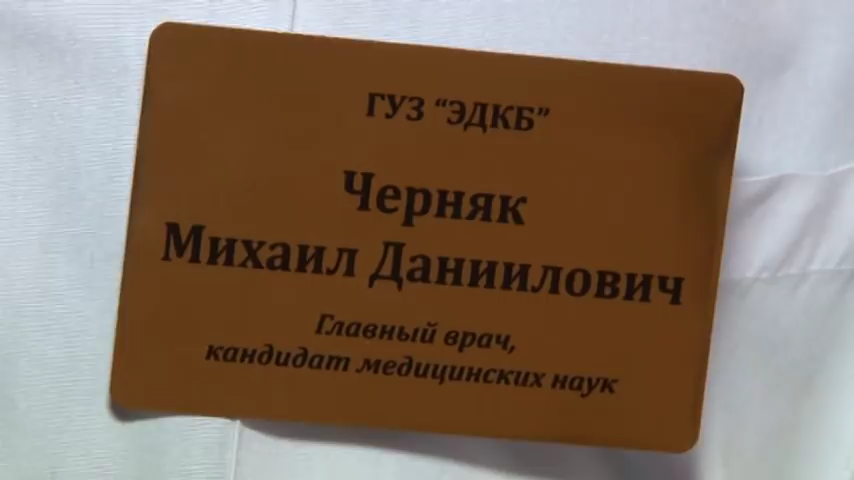 ГУЗ “ЭДКБ”
Черняк
Михаил Даниилович
Главный врач,
кандидат медицинских наук